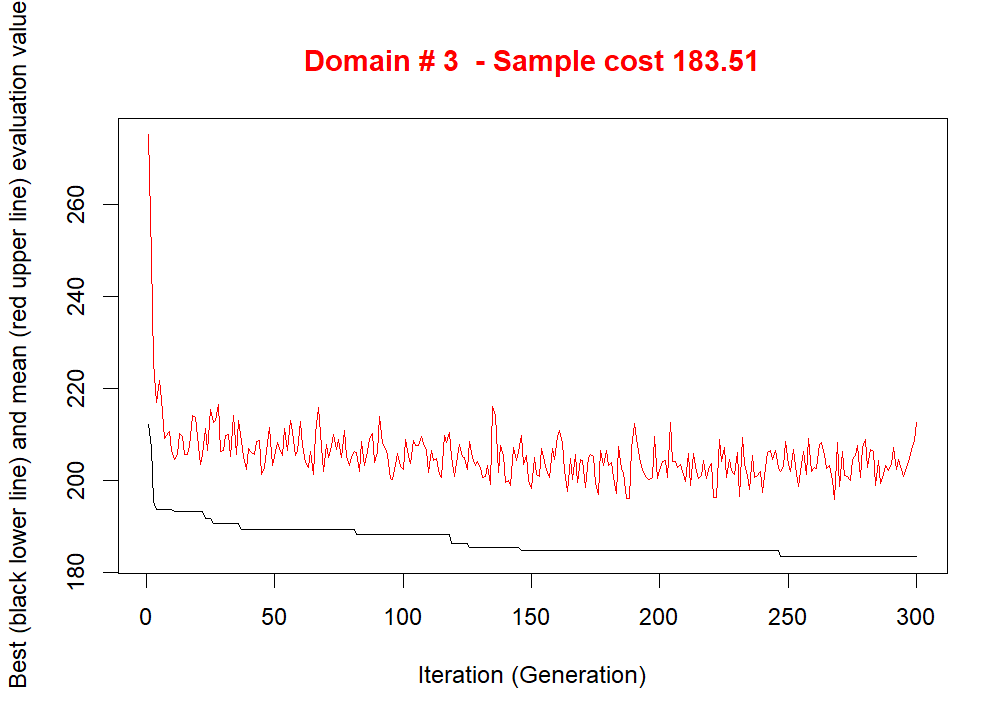 Domain # 3  - Sample cost 183.51
Best (black lower line) and mean (red upper line) evaluation value
260
240
220
200
180
0 50 100 150 200 250 300
Iteration (Generation)